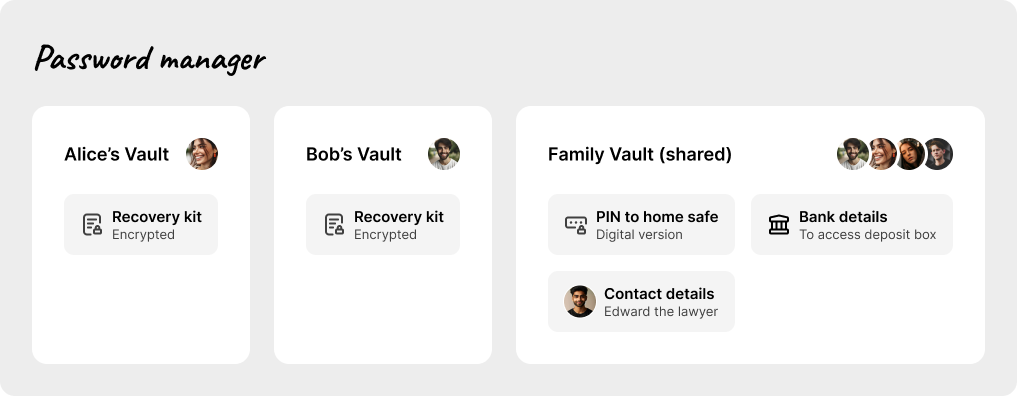 Password manager
Alice’s Vault
Recovery kit
Encrypted
Bob’s Vault
Recovery kit
Encrypted
Family Vault (shared)
PIN to home safe
Digital version
Bank details
To access deposit box
Contact details
Edward the lawyer